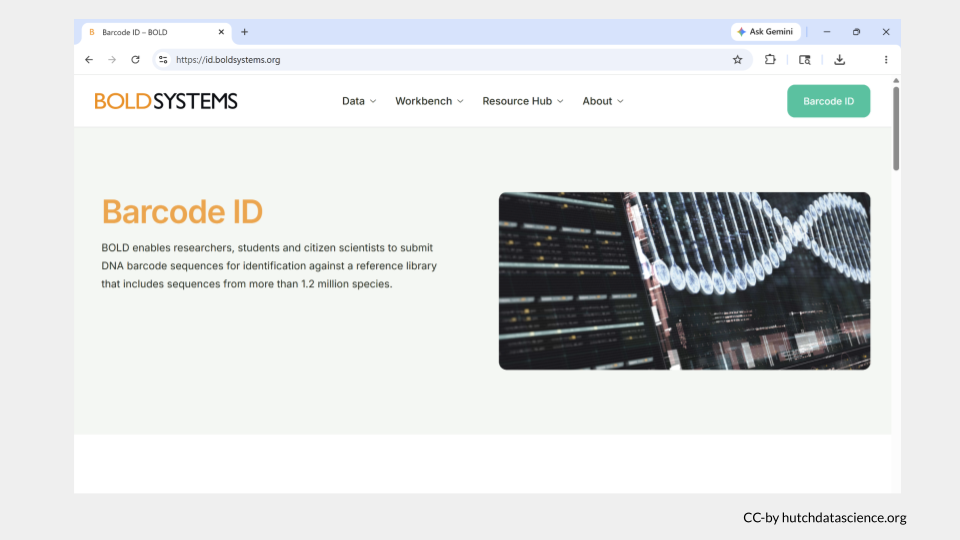 B Barcode ID – BOLD
Ask Gemini
https://id.boldsystems.org
BOLDSYSTEMS
Data
Workbench
Resource Hub
About
Barcode ID
Barcode ID
BOLD enables researchers, students and citizen scientists to submit
DNA barcode sequences for identification against a reference library
that includes sequences from more than 1.2 million species.
CC-by hutchdatascience.org